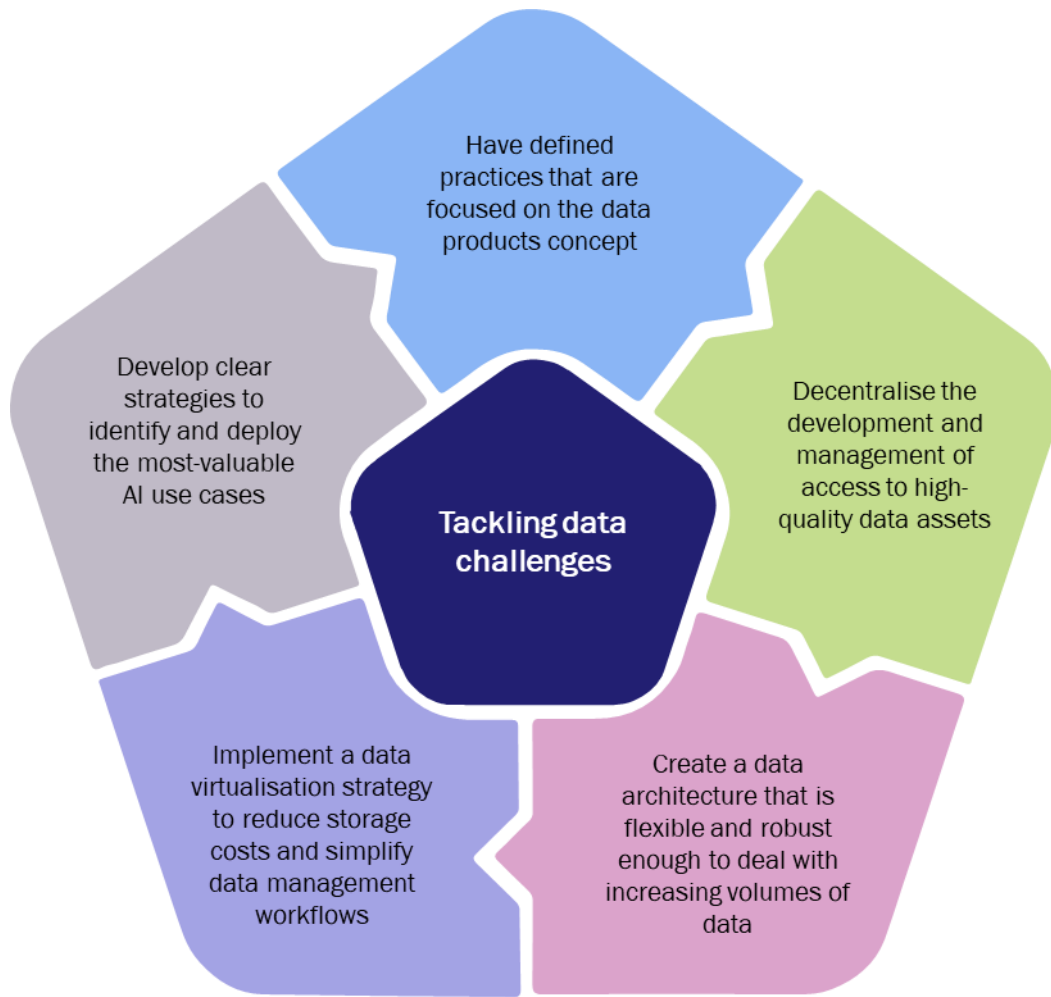 Have defined
practices that are
focused on the data
products concept
Decentralise the
development and
management of
access to high-
quality data assets
Create a data
architecture that is
flexible and robust
enough to deal with
increasing volumes of
data
Implement a data
virtualisation strategy
to reduce storage
costs and simplify
data management
workflows
Develop clear
strategies to
identify and deploy
the most-valuable
AI use cases
Tackling data
challenges